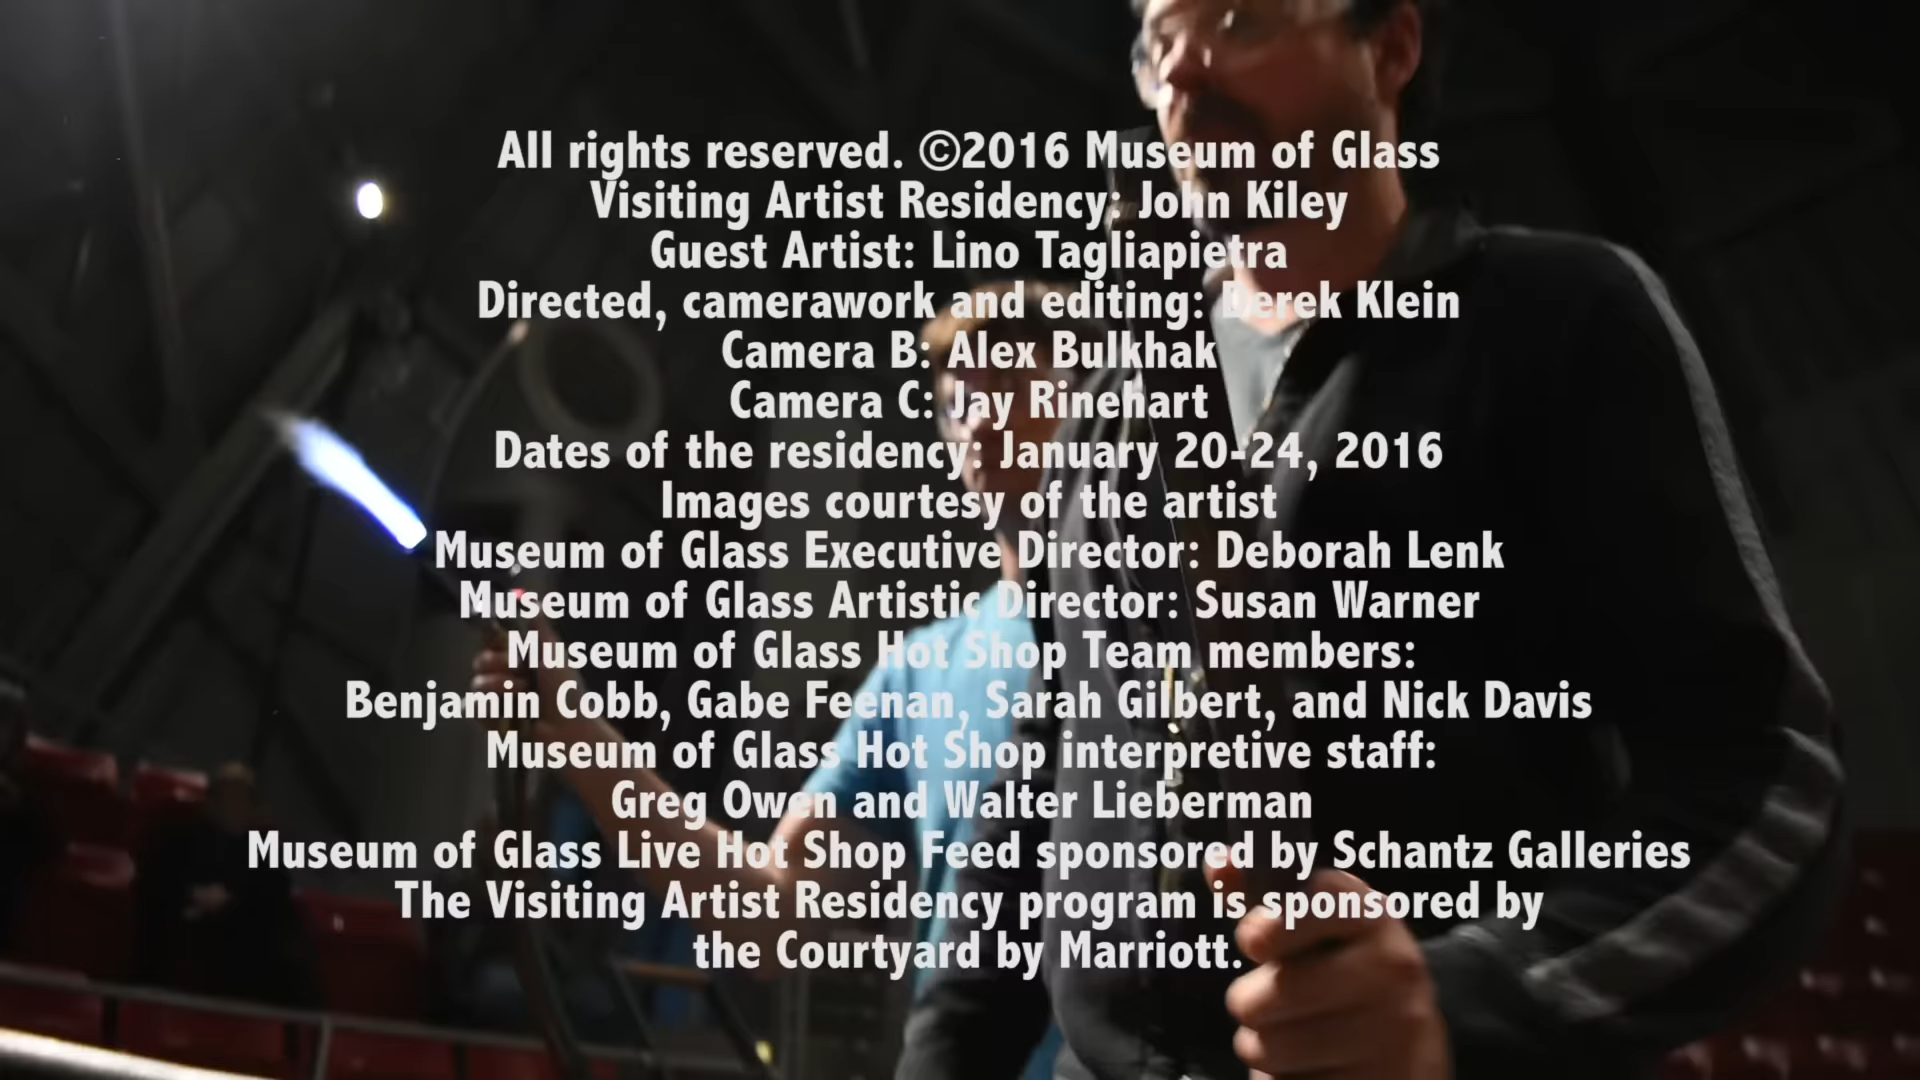 All rights reserved. ©2016 Museum of Glass
Visiting Artist Residency: John Kiley
Guest Artist: Lino Tagliapietra
Directed, camerawork and editing: Derek Klein
Camera B: Alex Bulkhak
Camera C: Jay Rinehart
Dates of the residency: January 20-24, 2016
Images courtesy of the artist
Museum of Glass Executive Director: Deborah Lenk
Museum of Glass Artistic Director: Susan Warner
Museum of Glass Hot Shop Team members:
Benjamin Cobb, Gabe Feenan, Sarah Gilbert, and Nick Davis
Museum of Glass Hot Shop interpretive staff:
Greg Owen and Walter Lieberman
Museum of Glass Live Hot Shop Feed sponsored by Schantz Galleries
The Visiting Artist Residency program is sponsored by
the Courtyard by Marriott.